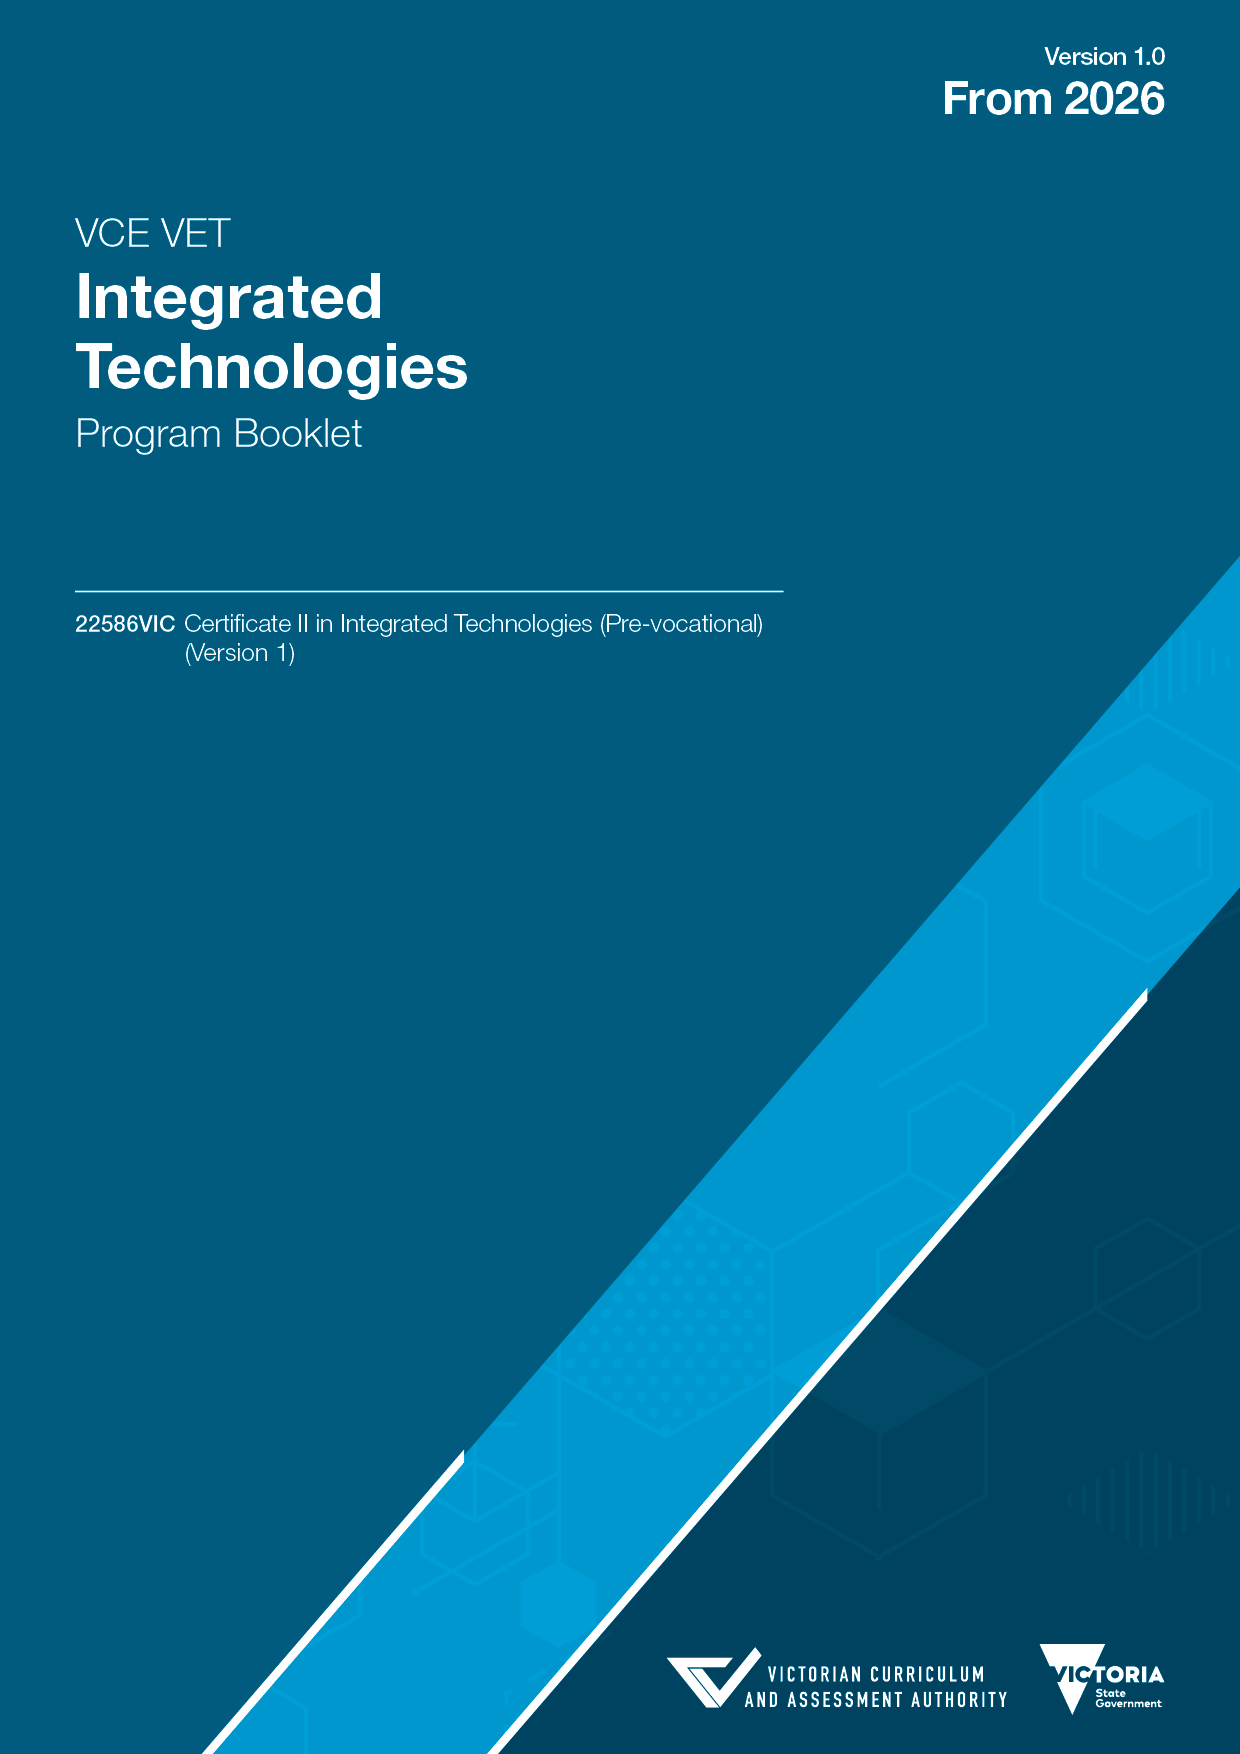 Version 1.0
From 2026
VCE VET
Integrated
Technologies
Program Booklet
22586VIC Certificate II in Integrated Technologies (Pre-vocational)
(Version 1)
VICTORIAN CURRICULUM
AND ASSESSMENT AUTHORITY
VICTORIA
State
Government